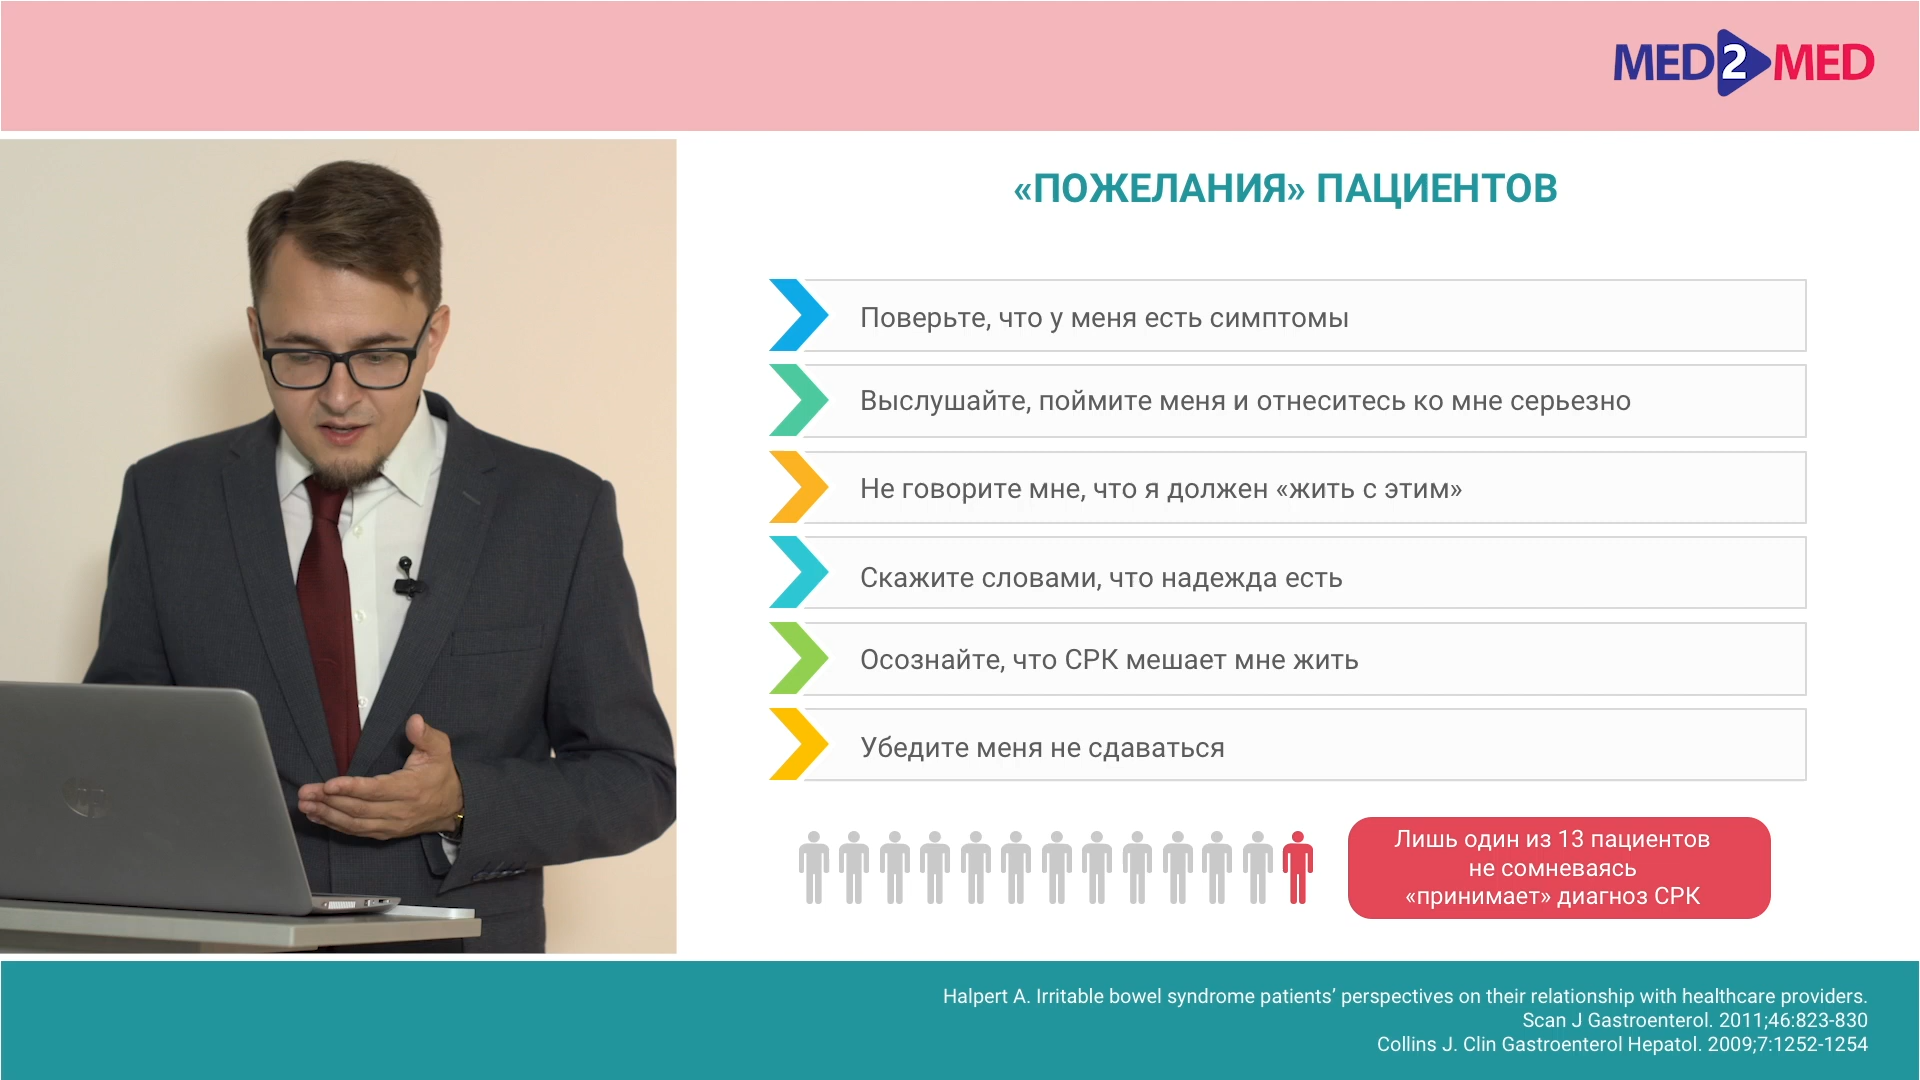 MED2MED
«ПОЖЕЛАНИЯ» ПАЦИЕНТОВ
Поверьте, что у меня есть симптомы
Выслушайте, поймите меня и отнеситесь ко мне серьезно
Не говорите мне, что я должен «жить с этим»
Скажите словами, что надежда есть
Осознайте, что СРК мешает мне жить
Убедите меня не сдаваться
Лишь один из 13 пациентов
не сомневаясь
«принимает» диагноз СРК
Halpert A. Irritable bowel syndrome patients’ perspectives on their relationship with healthcare providers.
Scan J Gastroenterol. 2011;46:823-830
Collins J. Clin Gastroenterol Hepatol. 2009;7:1252-1254